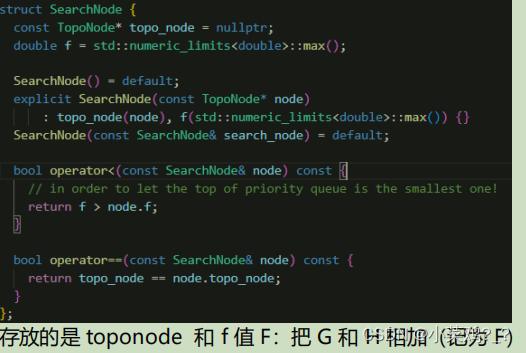 struct SearchNode {
const TopoNode* topo_node = nullptr;
double f = std::numeric_limits<double>::max();
SearchNode() = default;
explicit SearchNode(const TopoNode* node)
: topo_node(node), f(std::numeric_limits<double>::max()) {}
SearchNode(const SearchNode& search_node) = default;
bool operator<(const SearchNode& node) const {
// in order to let the top of priority queue is the smallest one!
return f > node.f;
}
bool operator==(const SearchNode& node) const {
return topo_node == node.topo_node;
}
};
存放的是 toponode 和 f 值 F：把 G 和 H 相加（记为 F）